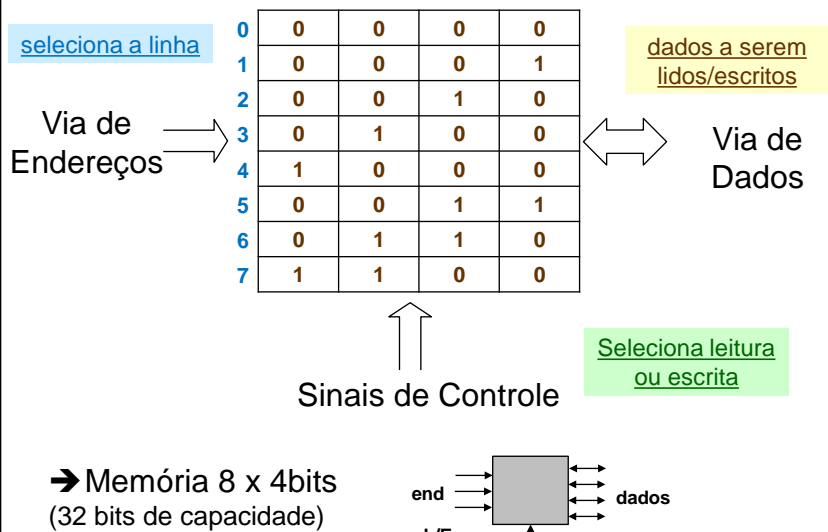 seleciona a linha
0 0 0 0 0
1 0 0 0 1
2 0 0 1 0
3 0 1 0 0
4 1 0 0 0
5 0 0 1 1
6 0 1 1 0
7 1 1 0 0
dados a serem
lidos/escritos
Via de
Endereços
Via de
Dados
Seleciona leitura
ou escrita
Sinais de Controle
➔ Memória 8 x 4bits
(32 bits de capacidade)
end
dados